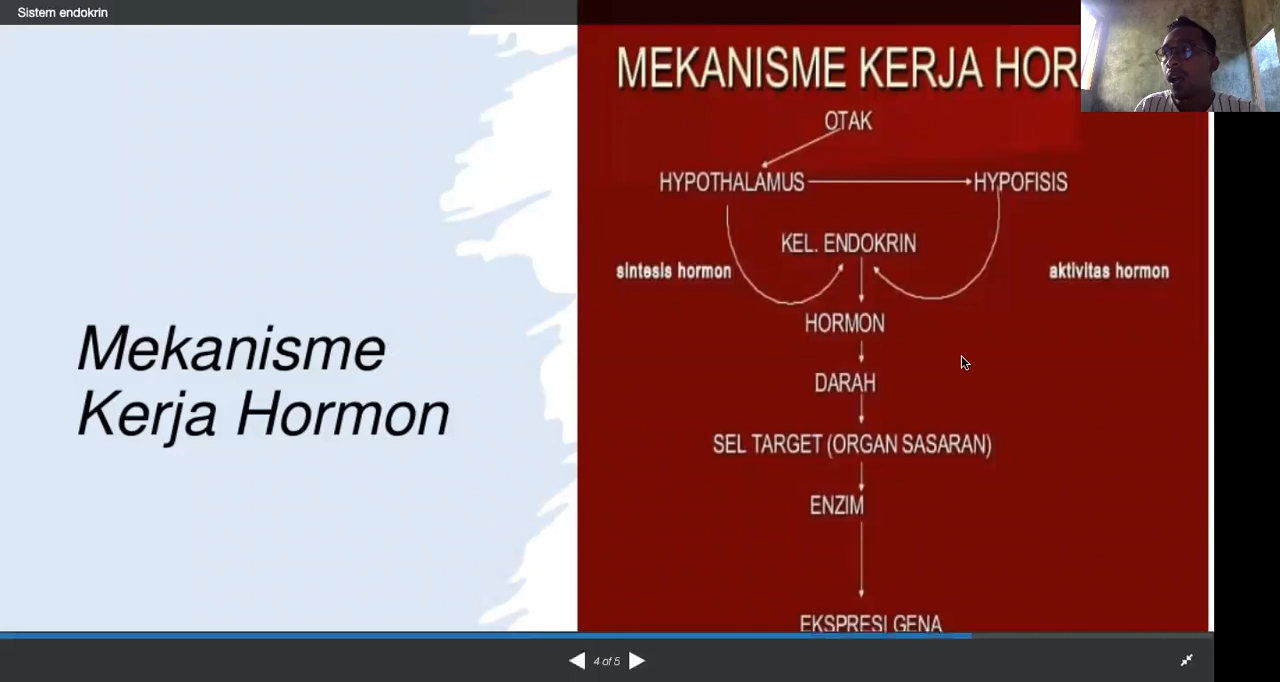 Sistem endokrin
Mekanisme
Kerja Hormon
MEKANISME KERJA HOR
OTAK
HYPOTHALAMUS HYPOFISIS
KEL. ENDOKRIN
sintesis hormon aktivitas hormon
HORMON
DARAH
SEL TARGET (ORGAN SASARAN)
ENZIM
EKSPRESI GENA
4 of 5